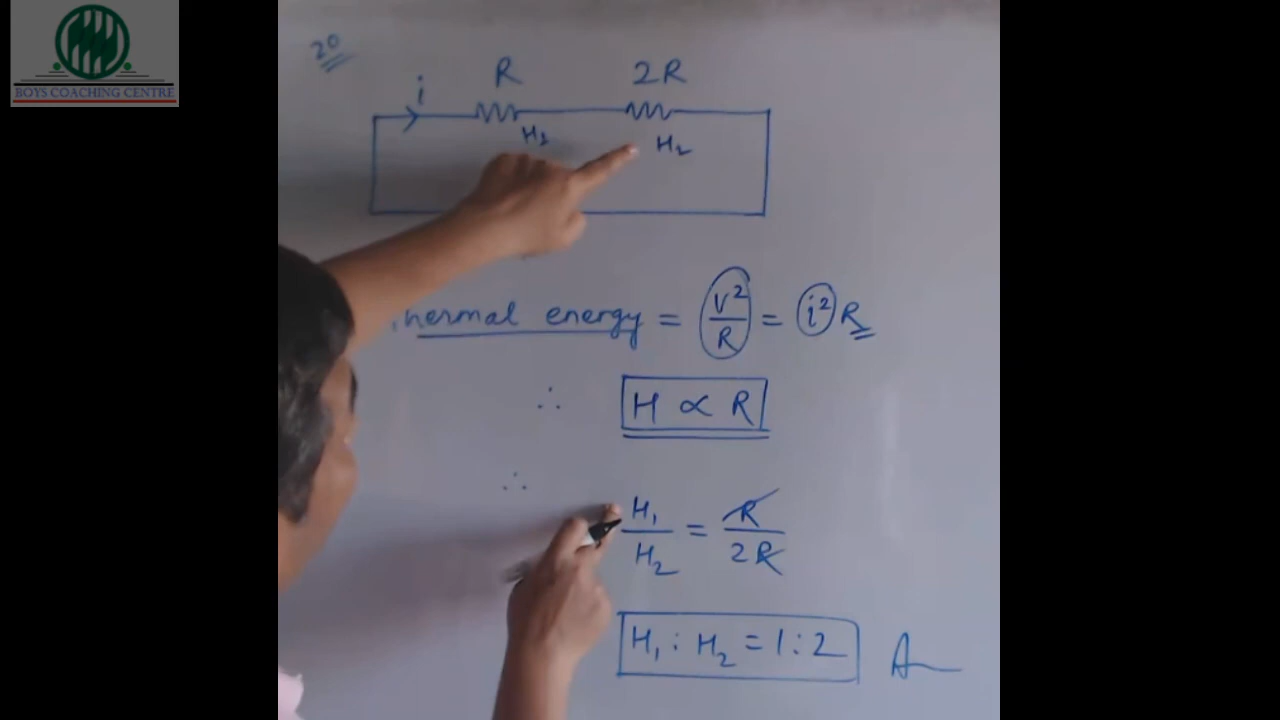 BOYS COACHING CENTRE
20
R 2R
i
H₁ H₂
hermal energy = V²/R = i²R
∴ H ∝ R
∴ H₁/H₂ = R/2R
H₁ : H₂ = 1 : 2